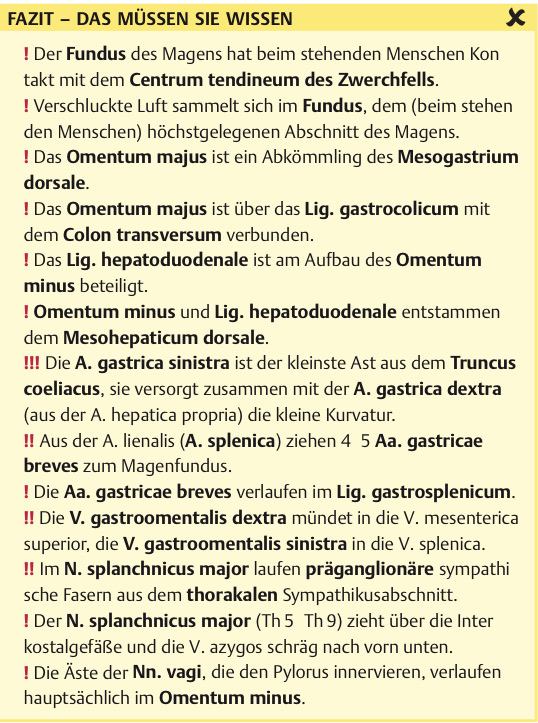 FAZIT – DAS MÜSSEN SIE WISSEN
! Der Fundus des Magens hat beim stehenden Menschen Kon
takt mit dem Centrum tendineum des Zwerchfells.
! Verschluckte Luft sammelt sich im Fundus, dem (beim stehen
den Menschen) höchstgelegenen Abschnitt des Magens.
! Das Omentum majus ist ein Abkömmling des Mesogastrium
dorsale.
! Das Omentum majus ist über das Lig. gastrocolicum mit
dem Colon transversum verbunden.
! Das Lig. hepatoduodenale ist am Aufbau des Omentum
minus beteiligt.
! Omentum minus und Lig. hepatoduodenale entstammen
dem Mesohepaticum dorsale.
!!! Die A. gastrica sinistra ist der kleinste Ast aus dem Truncus
coeliacus, sie versorgt zusammen mit der A. gastrica dextra
(aus der A. hepatica propria) die kleine Kurvatur.
!! Aus der A. lienalis (A. splenica) ziehen 4 5 Aa. gastricae
breves zum Magenfundus.
! Die Aa. gastricae breves verlaufen im Lig. gastrosplenicum.
!! Die V. gastroomentalis dextra mündet in die V. mesenterica
superior, die V. gastroomentalis sinistra in die V. splenica.
!! Im N. splanchnicus major laufen präganglionäre sympathi
sche Fasern aus dem thorakalen Sympathikusabschnitt.
! Der N. splanchnicus major (Th 5 Th 9) zieht über die Inter
kostalgefäße und die V. azygos schräg nach vorn unten.
! Die Äste der Nn. vagi, die den Pylorus innervieren, verlaufen
hauptsächlich im Omentum minus.